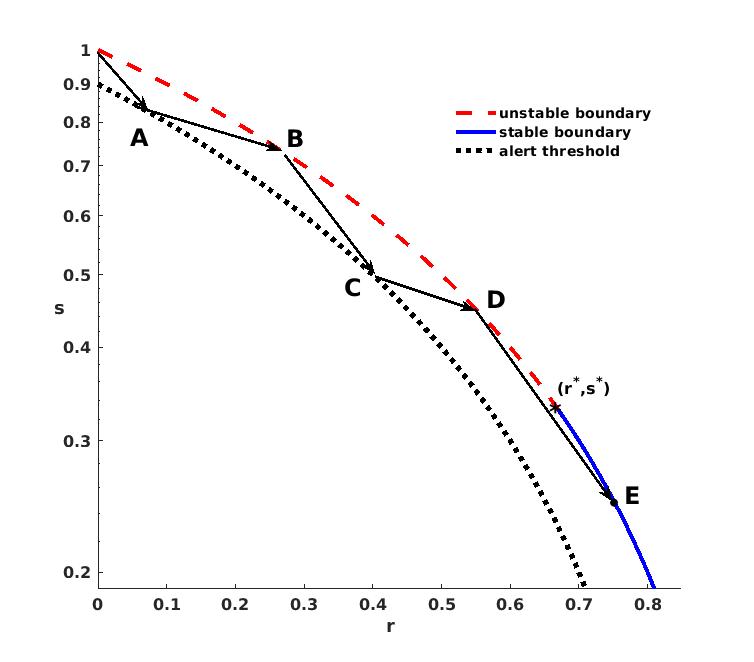 1
0.9
unstable boundary
stable boundary
0.8
A
B
alert threshold
0.7
0.6
0.5
C
D
s
0.4
(r*,s*)
0.3
E
0.2
0 0.1 0.2 0.3 0.4 0.5 0.6 0.7 0.8
r